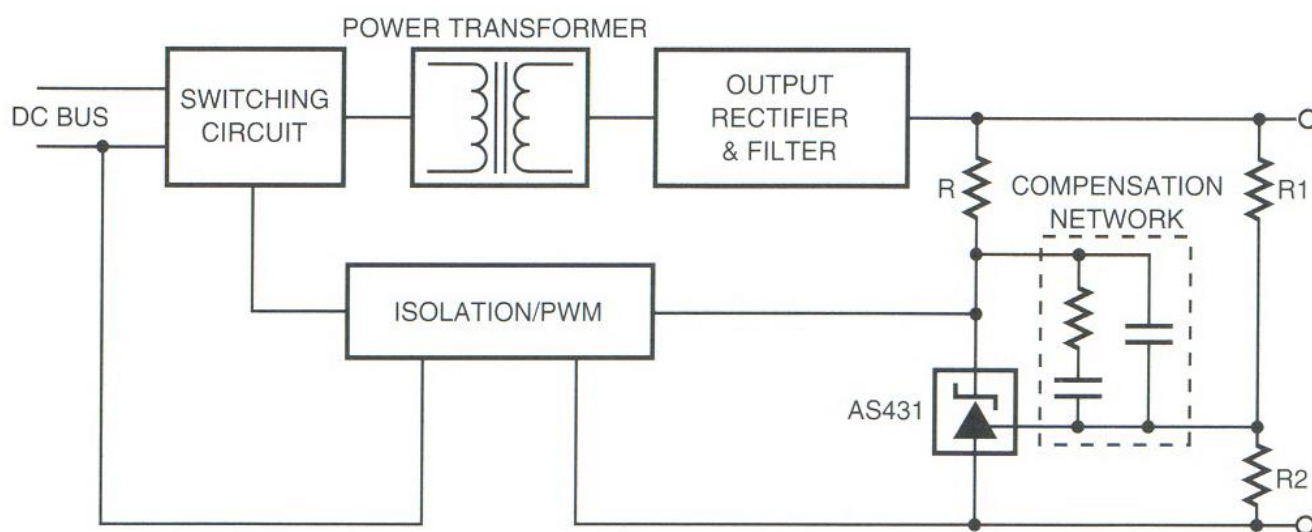 POWER TRANSFORMER
DC BUS
SWITCHING
CIRCUIT
OUTPUT
RECTIFIER
& FILTER
R
COMPENSATION
NETWORK
R1
ISOLATION/PWM
AS431
R2